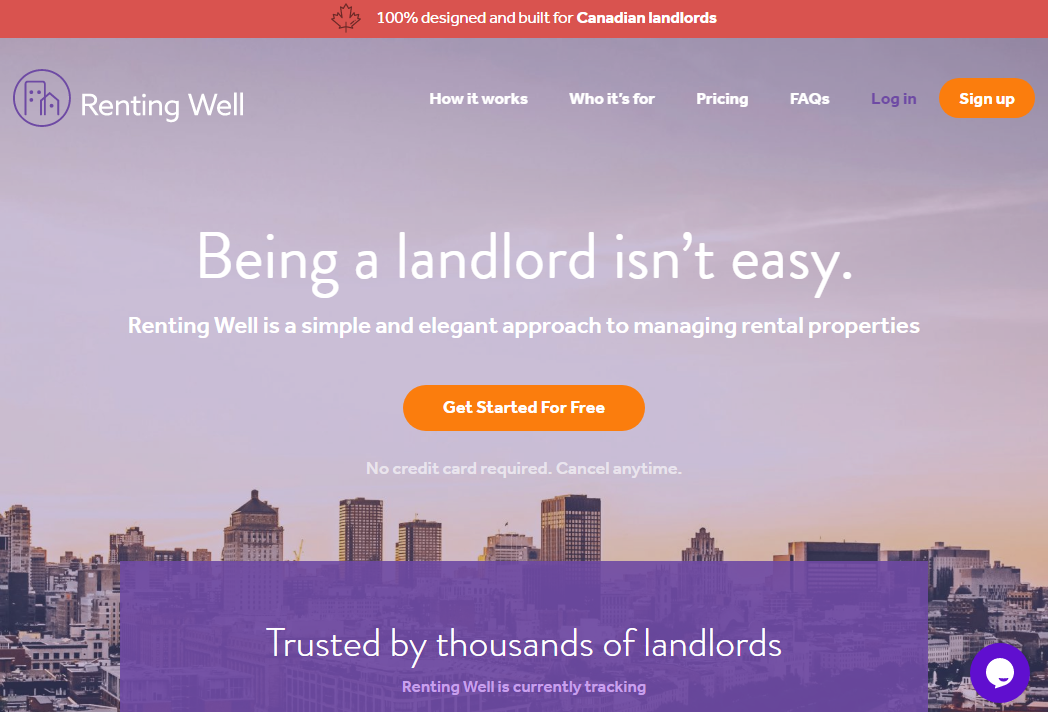 100% designed and built for Canadian landlords
Renting Well
How it works
Who it’s for
Pricing
FAQs
Log in
Sign up
Being a landlord isn’t easy.
Renting Well is a simple and elegant approach to managing rental properties
Get Started For Free
No credit card required. Cancel anytime.
Trusted by thousands of landlords
Renting Well is currently tracking